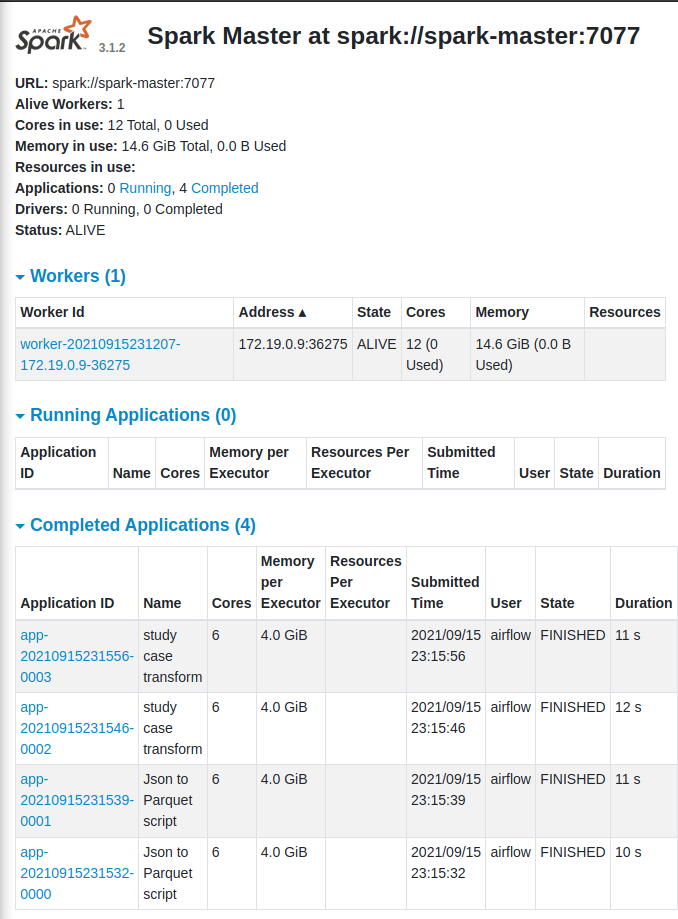 APACHE
Spark 3.1.2 Spark Master at spark://spark-master:7077
URL: spark://spark-master:7077
Alive Workers: 1
Cores in use: 12 Total, 0 Used
Memory in use: 14.6 GiB Total, 0.0 B Used
Resources in use:
Applications: 0 Running, 4 Completed
Drivers: 0 Running, 0 Completed
Status: ALIVE
Workers (1)
Worker Id Address ▴ State Cores Memory Resources
worker-20210915231207- 172.19.0.9:36275 ALIVE 12 (0 14.6 GiB (0.0 B
172.19.0.9-36275 Used) Used)
Running Applications (0)
Application Memory per Resources Per Submitted
ID Name Cores Executor Executor Time User State Duration
Completed Applications (4)
Memory Resources
per Per Submitted
Application ID Name Cores Executor Executor Time User State Duration
app- study 6 4.0 GiB 2021/09/15 airflow FINISHED 11 s
20210915231556- case 23:15:56
0003 transform
app- study 6 4.0 GiB 2021/09/15 airflow FINISHED 12 s
20210915231546- case 23:15:46
0002 transform
app- Json to 6 4.0 GiB 2021/09/15 airflow FINISHED 11 s
20210915231539- Parquet 23:15:39
0001 script
app- Json to 6 4.0 GiB 2021/09/15 airflow FINISHED 10 s
20210915231532- Parquet 23:15:32
0000 script